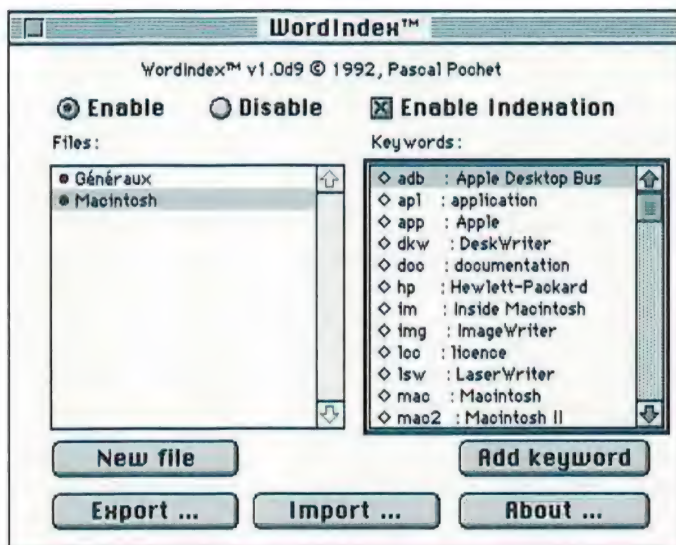 WordIndex™
WordIndex™ v1.0d9 © 1992, Pascal Pochet
Enable Disable Enable Indexation
Files: Keywords:
Généraux
Macintosh
adb : Apple Desktop Bus
apl : application
app : Apple
dkw : DeskWriter
doc : documentation
hp : Hewlett-Packard
im : Inside Macintosh
img : ImageWriter
loc : licence
lsw : LaserWriter
mac : Macintosh
mac2 : Macintosh II
New file Add keyword
Export ... Import ... About ...